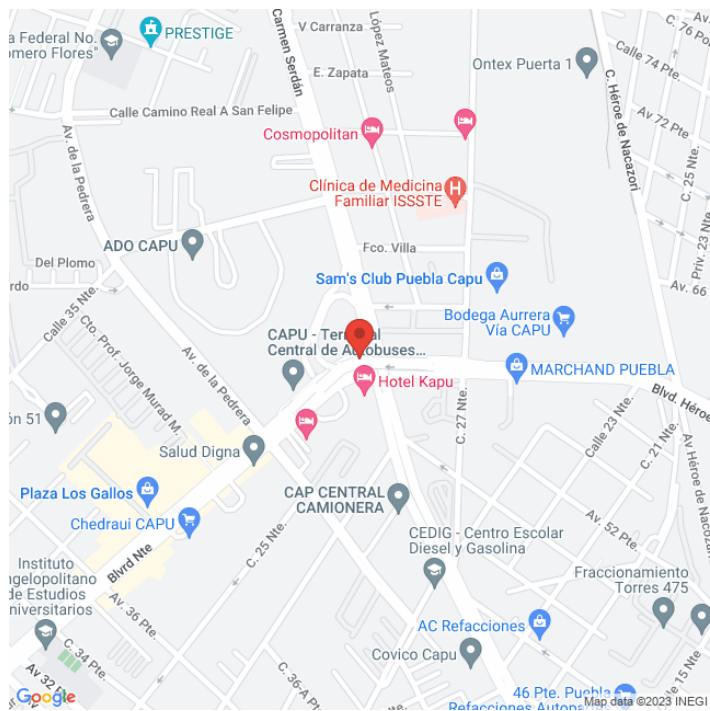 PRESTIGE
a Federal No.
omero Flores"
V Carranza
Carmen Serdán
López Mateos
E. Zapata
Ontex Puerta 1
C. 76 Po
Calle 74 Pte.
Calle Camino Real A San Felipe
Cosmopolitan
C. Héroe de Nacazori
Av 72 Pte
C. 25 Nte.
Av. de la Pedrera
Clínica de Medicina
Familiar ISSSTE
ADO CAPU
Fco. Villa
Priv. 23 Nte
Del Plomo
Sam's Club Puebla Capu
ardo
Av. 66
Calle 35 Nte.
Bodega Aurrera
Vía CAPU
CAPU - Terminal
Central de Autobuses...
Cto. Prof. Jorge Murad M.
Av. de la Pedrera
Hotel Kapu
MARCHAND PUEBLA
Blvd. Héroe
C. 27 Nte.
Calle 23 Nte.
ón 51
C. 21 Nte.
Av Héroe de Nacozari
Salud Digna
Plaza Los Gallos
CAP CENTRAL
CAMIONERA
Chedraui CAPU
Av. 52 Pte.
C. 25 Nte.
CEDIG - Centro Escolar
Diesel y Gasolina
Blvrd Nte
Instituto
ngelopolitano
de Estudios
niversitarios
Fraccionamiento
Torres 475
Av. 36 Pte.
AC Refacciones
C. 34 Pte.
Covico Capu
Av 32 P
C. 36-A Pte
C. 15 Nte
46 Pte. Puebla
Refacciones Autopar
Google
Map data ©2023 INEGI